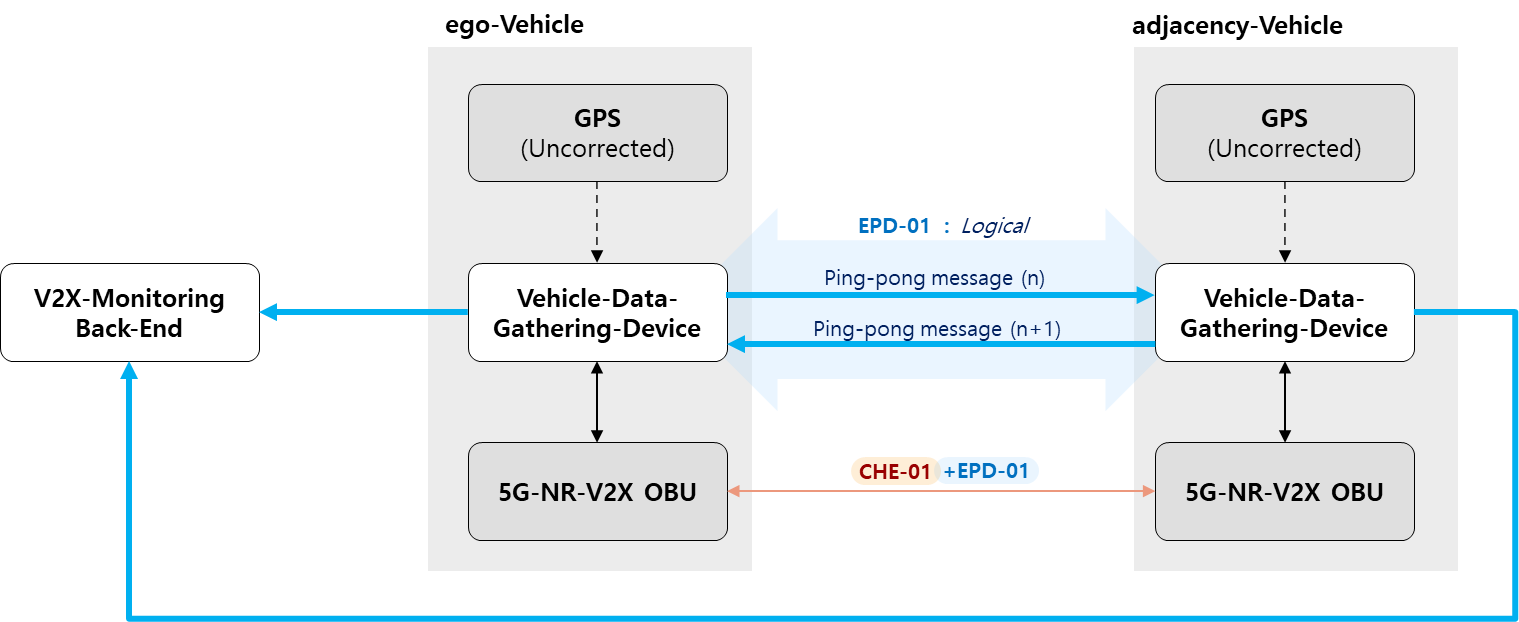 ego-Vehicle
adjacency-Vehicle
GPS
(Uncorrected)
GPS
(Uncorrected)
EPD-01 : Logical
V2X-Monitoring
Back-End
Vehicle-Data-
Gathering-Device
Ping-pong message (n)
Ping-pong message (n+1)
Vehicle-Data-
Gathering-Device
5G-NR-V2X OBU
CHE-01 +EPD-01
5G-NR-V2X OBU